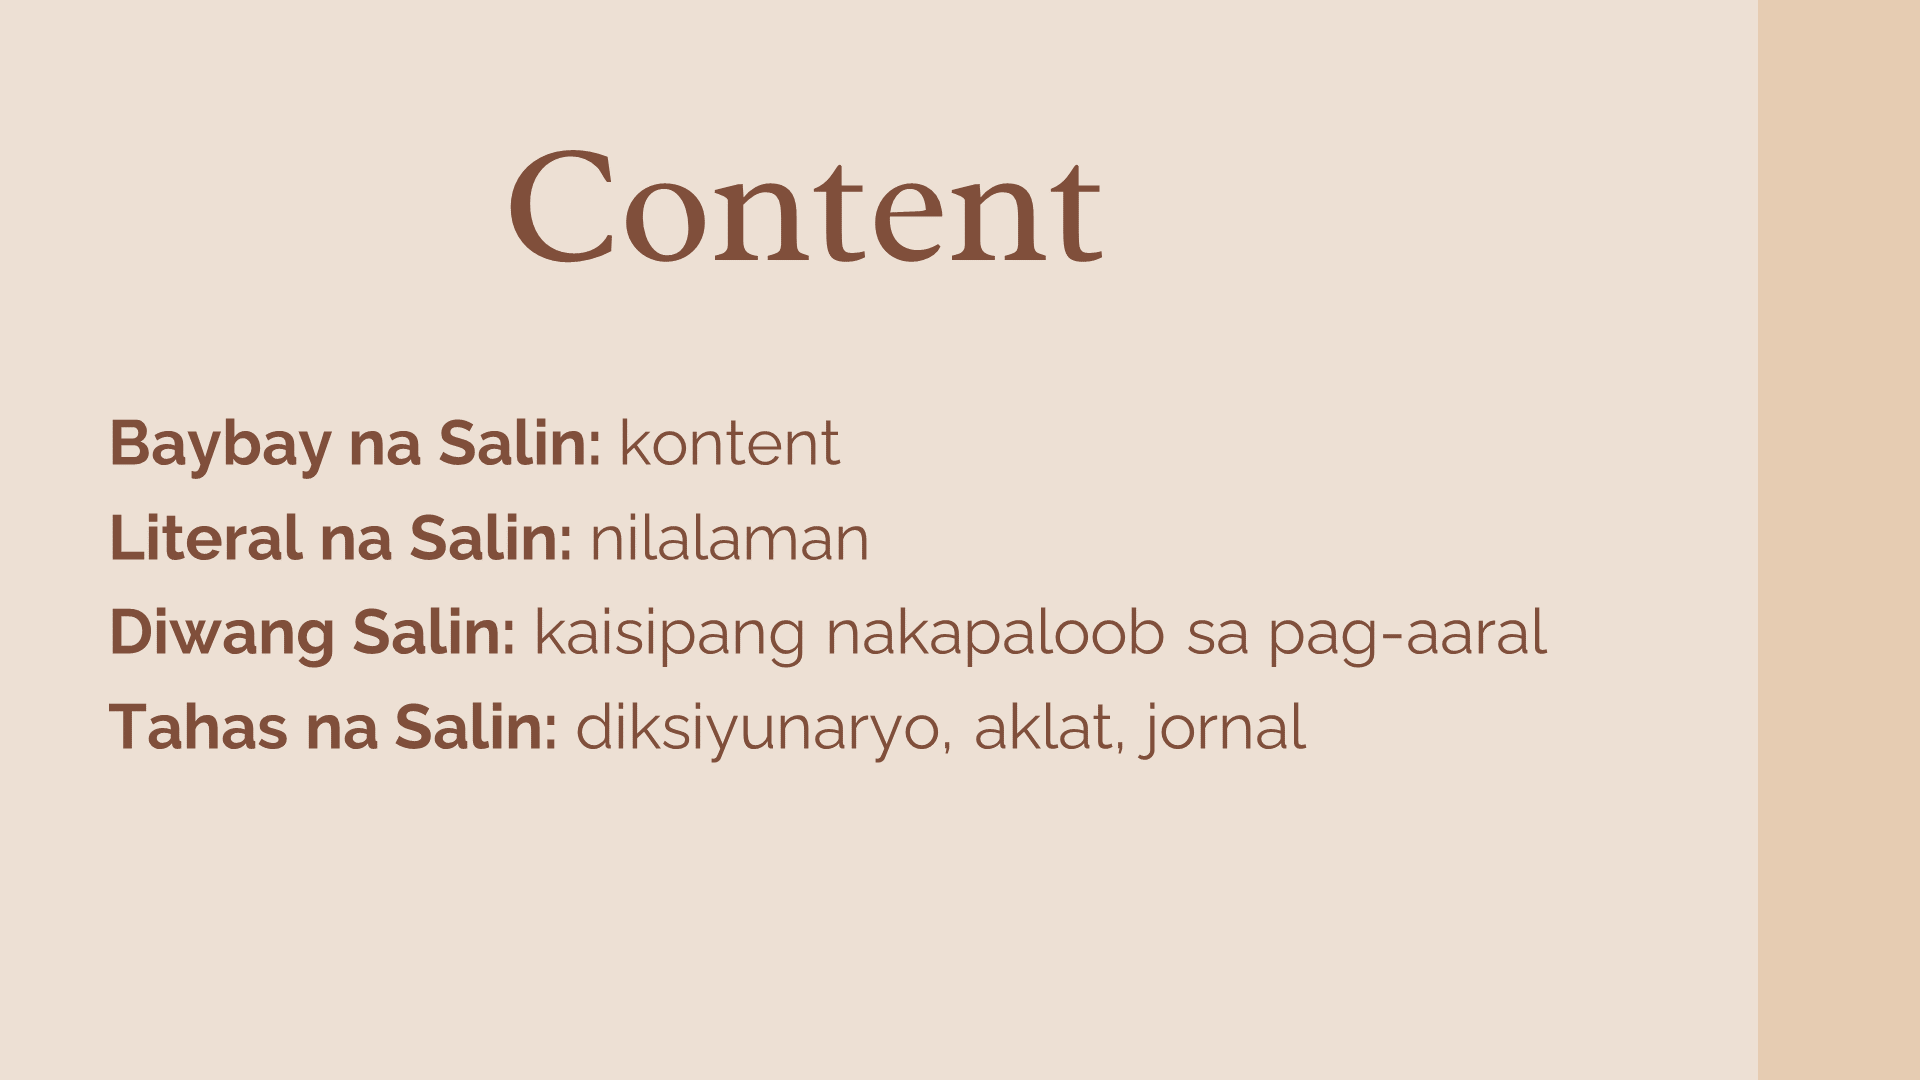 Content
Baybay na Salin: kontent
Literal na Salin: nilalaman
Diwang Salin: kaisipang nakapaloob sa pag-aaral
Tahas na Salin: diksiyunaryo, aklat, jornal